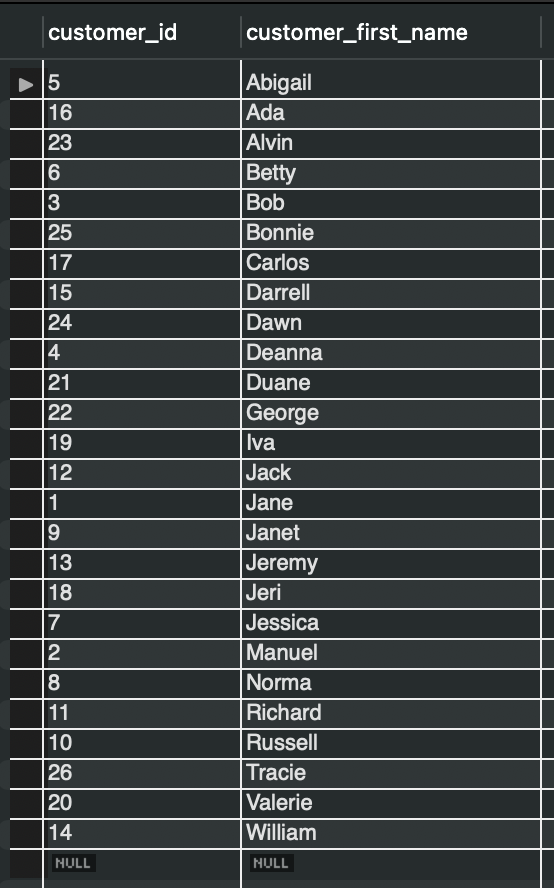 customer_id customer_first_name
5 Abigail
16 Ada
23 Alvin
6 Betty
3 Bob
25 Bonnie
17 Carlos
15 Darrell
24 Dawn
4 Deanna
21 Duane
22 George
19 Iva
12 Jack
1 Jane
9 Janet
13 Jeremy
18 Jeri
7 Jessica
2 Manuel
8 Norma
11 Richard
10 Russell
26 Tracie
20 Valerie
14 William
NULL NULL